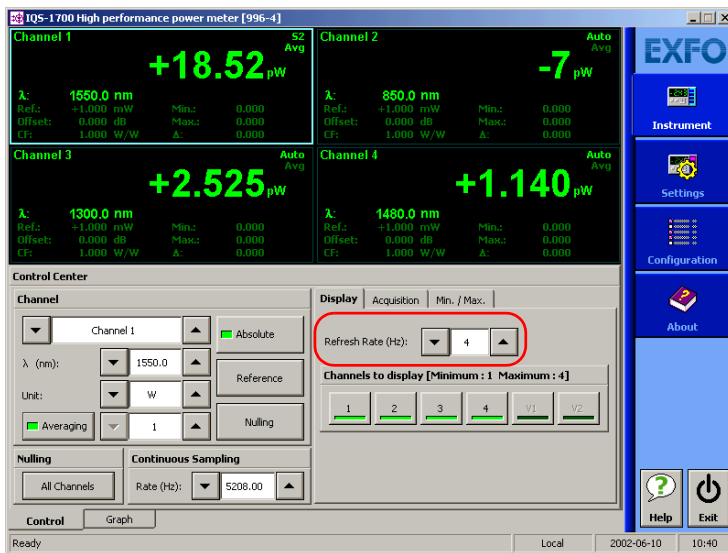 IQS-1700 High performance power meter [996-4]
Channel 1
S2
Avg
+18.52 pW
λ: 1550.0 nm
Ref.: +1.000 mW Min.: 0.000
Offset: 0.000 dB Max.: 0.000
CF: 1.000 W/W Δ: 0.000
Channel 2
Auto
Avg
-7 pW
λ: 850.0 nm
Ref.: +1.000 mW Min.: 0.000
Offset: 0.000 dB Max.: 0.000
CF: 1.000 W/W Δ: 0.000
Channel 3
Auto
Avg
+2.525 pW
λ: 1300.0 nm
Ref.: +1.000 mW Min.: 0.000
Offset: 0.000 dB Max.: 0.000
CF: 1.000 W/W Δ: 0.000
Channel 4
Auto
Avg
+1.140 pW
λ: 1480.0 nm
Ref.: +1.000 mW Min.: 0.000
Offset: 0.000 dB Max.: 0.000
CF: 1.000 W/W Δ: 0.000
EXFO
Instrument
Settings
Configuration
About
Help Exit
Control Center
Channel
Channel 1
Absolute
λ (nm): 1550.0
Reference
Unit: W
Averaging 1
Nulling
Nulling
All Channels
Continuous Sampling
Rate (Hz): 5208.00
Display Acquisition Min. / Max.
Refresh Rate (Hz): 4
Channels to display [Minimum : 1 Maximum : 4]
1 2 3 4 V1 V2
Control Graph
Ready Local 2002-06-10 10:40